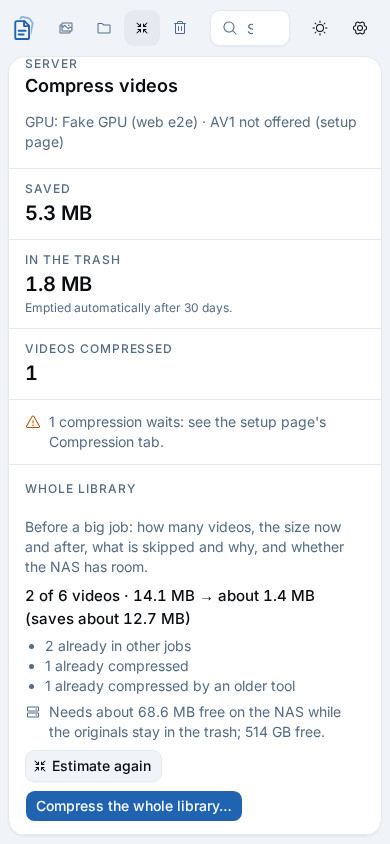 S
SERVER
Compress videos
GPU: Fake GPU (web e2e) · AV1 not offered (setup
page)
SAVED
5.3 MB
IN THE TRASH
1.8 MB
Emptied automatically after 30 days.
VIDEOS COMPRESSED
1
1 compression waits: see the setup page's
Compression tab.
WHOLE LIBRARY
Before a big job: how many videos, the size now
and after, what is skipped and why, and whether
the NAS has room.
2 of 6 videos · 14.1 MB → about 1.4 MB
(saves about 12.7 MB)
• 2 already in other jobs
• 1 already compressed
• 1 already compressed by an older tool
Needs about 68.6 MB free on the NAS while
the originals stay in the trash; 514 GB free.
Estimate again
Compress the whole library...